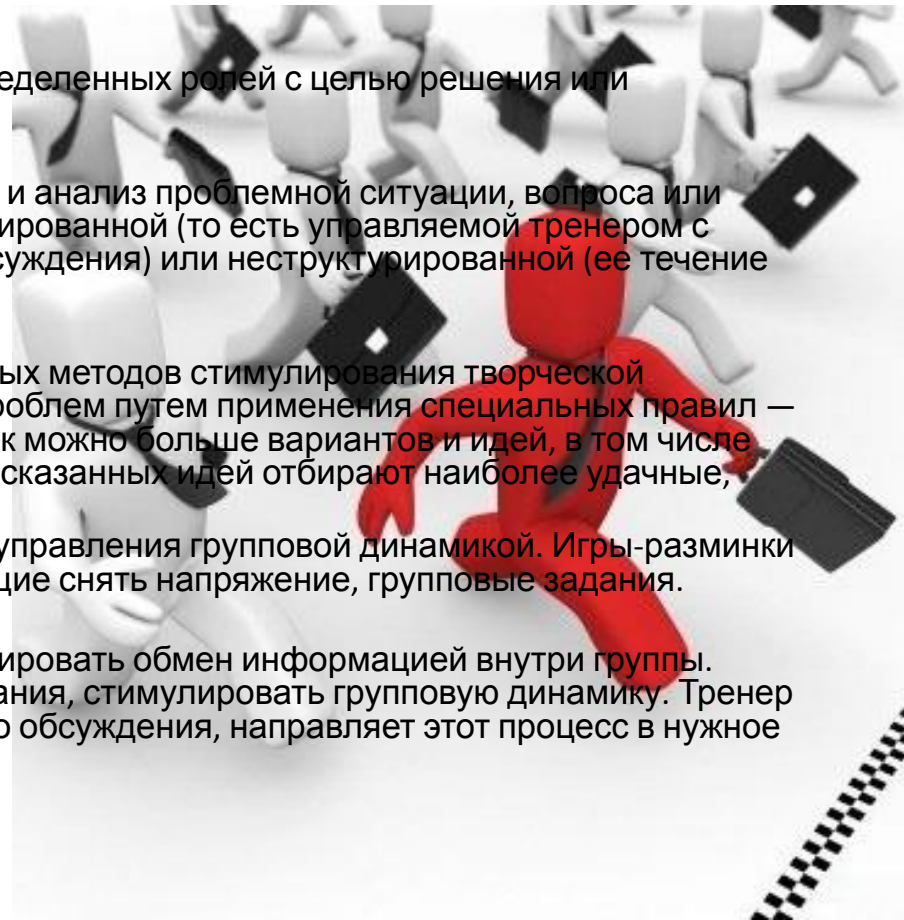 еделенных ролей с целью решения или
и анализ проблемной ситуации, вопроса или
ированной (то есть управляемой тренером с
суждения) или неструктурированной (ее течение
ых методов стимулирования творческой
роблем путем применения специальных правил —
к можно больше вариантов и идей, в том числе
сказанных идей отбирают наиболее удачные,
управления групповой динамикой. Игры-разминки
щие снять напряжение, групповые задания.
ировать обмен информацией внутри группы.
ания, стимулировать групповую динамику. Тренер
о обсуждения, направляет этот процесс в нужное